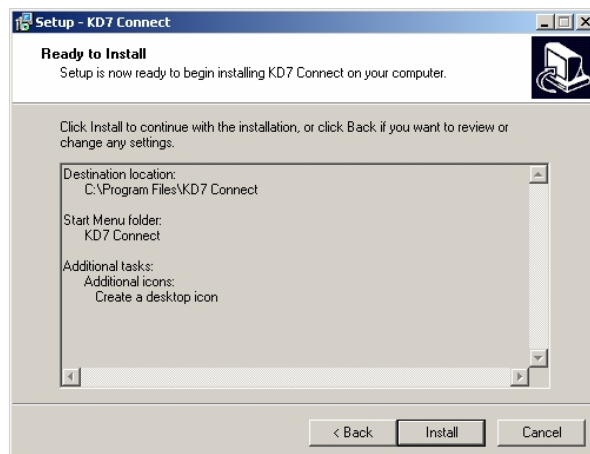 Setup - KD7 Connect
Ready to Install
Setup is now ready to begin installing KD7 Connect on your computer.
Click Install to continue with the installation, or click Back if you want to review or
change any settings.
Destination location:
C:\Program Files\KD7 Connect
Start Menu folder:
KD7 Connect
Additional tasks:
Additional icons:
Create a desktop icon
< Back
Install
Cancel